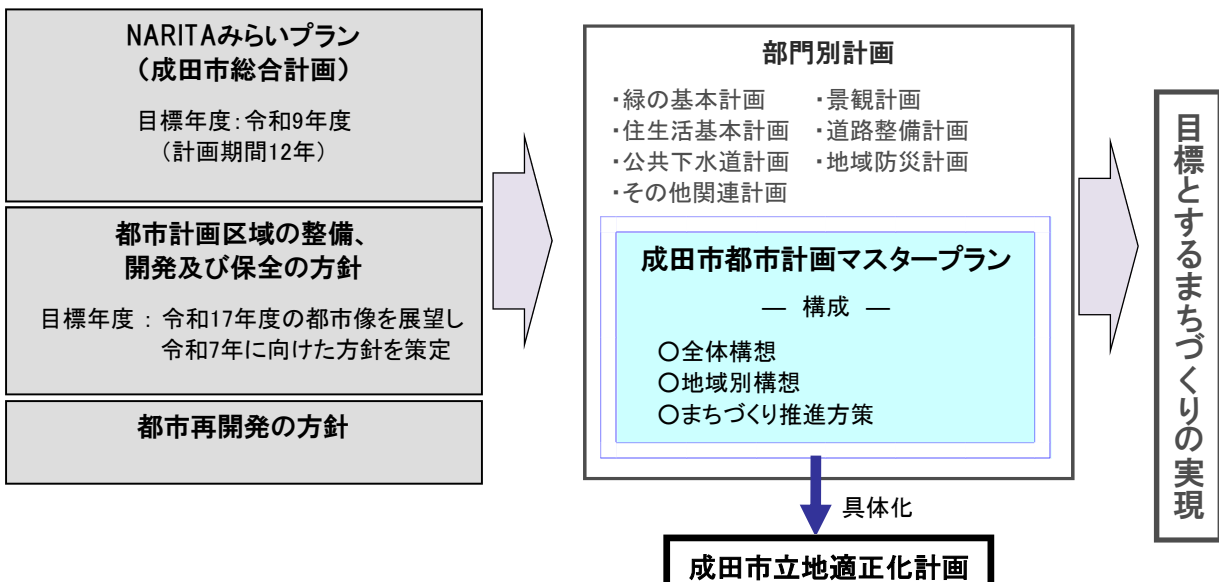 NARITAみらいプラン
(成田市総合計画)
目標年度:令和9年度
(計画期間12年)
都市計画区域の整備、
開発及び保全の方針
目標年度 : 令和17年度の都市像を展望し
令和7年に向けた方針を策定
都市再開発の方針
部門別計画
・緑の基本計画 ・景観計画
・住生活基本計画 ・道路整備計画
・公共下水道計画 ・地域防災計画
・その他関連計画
成田市都市計画マスタープラン
― 構成 ―
○全体構想
○地域別構想
○まちづくり推進方策
具体化
成田市立地適正化計画
目標とするまちづくりの実現